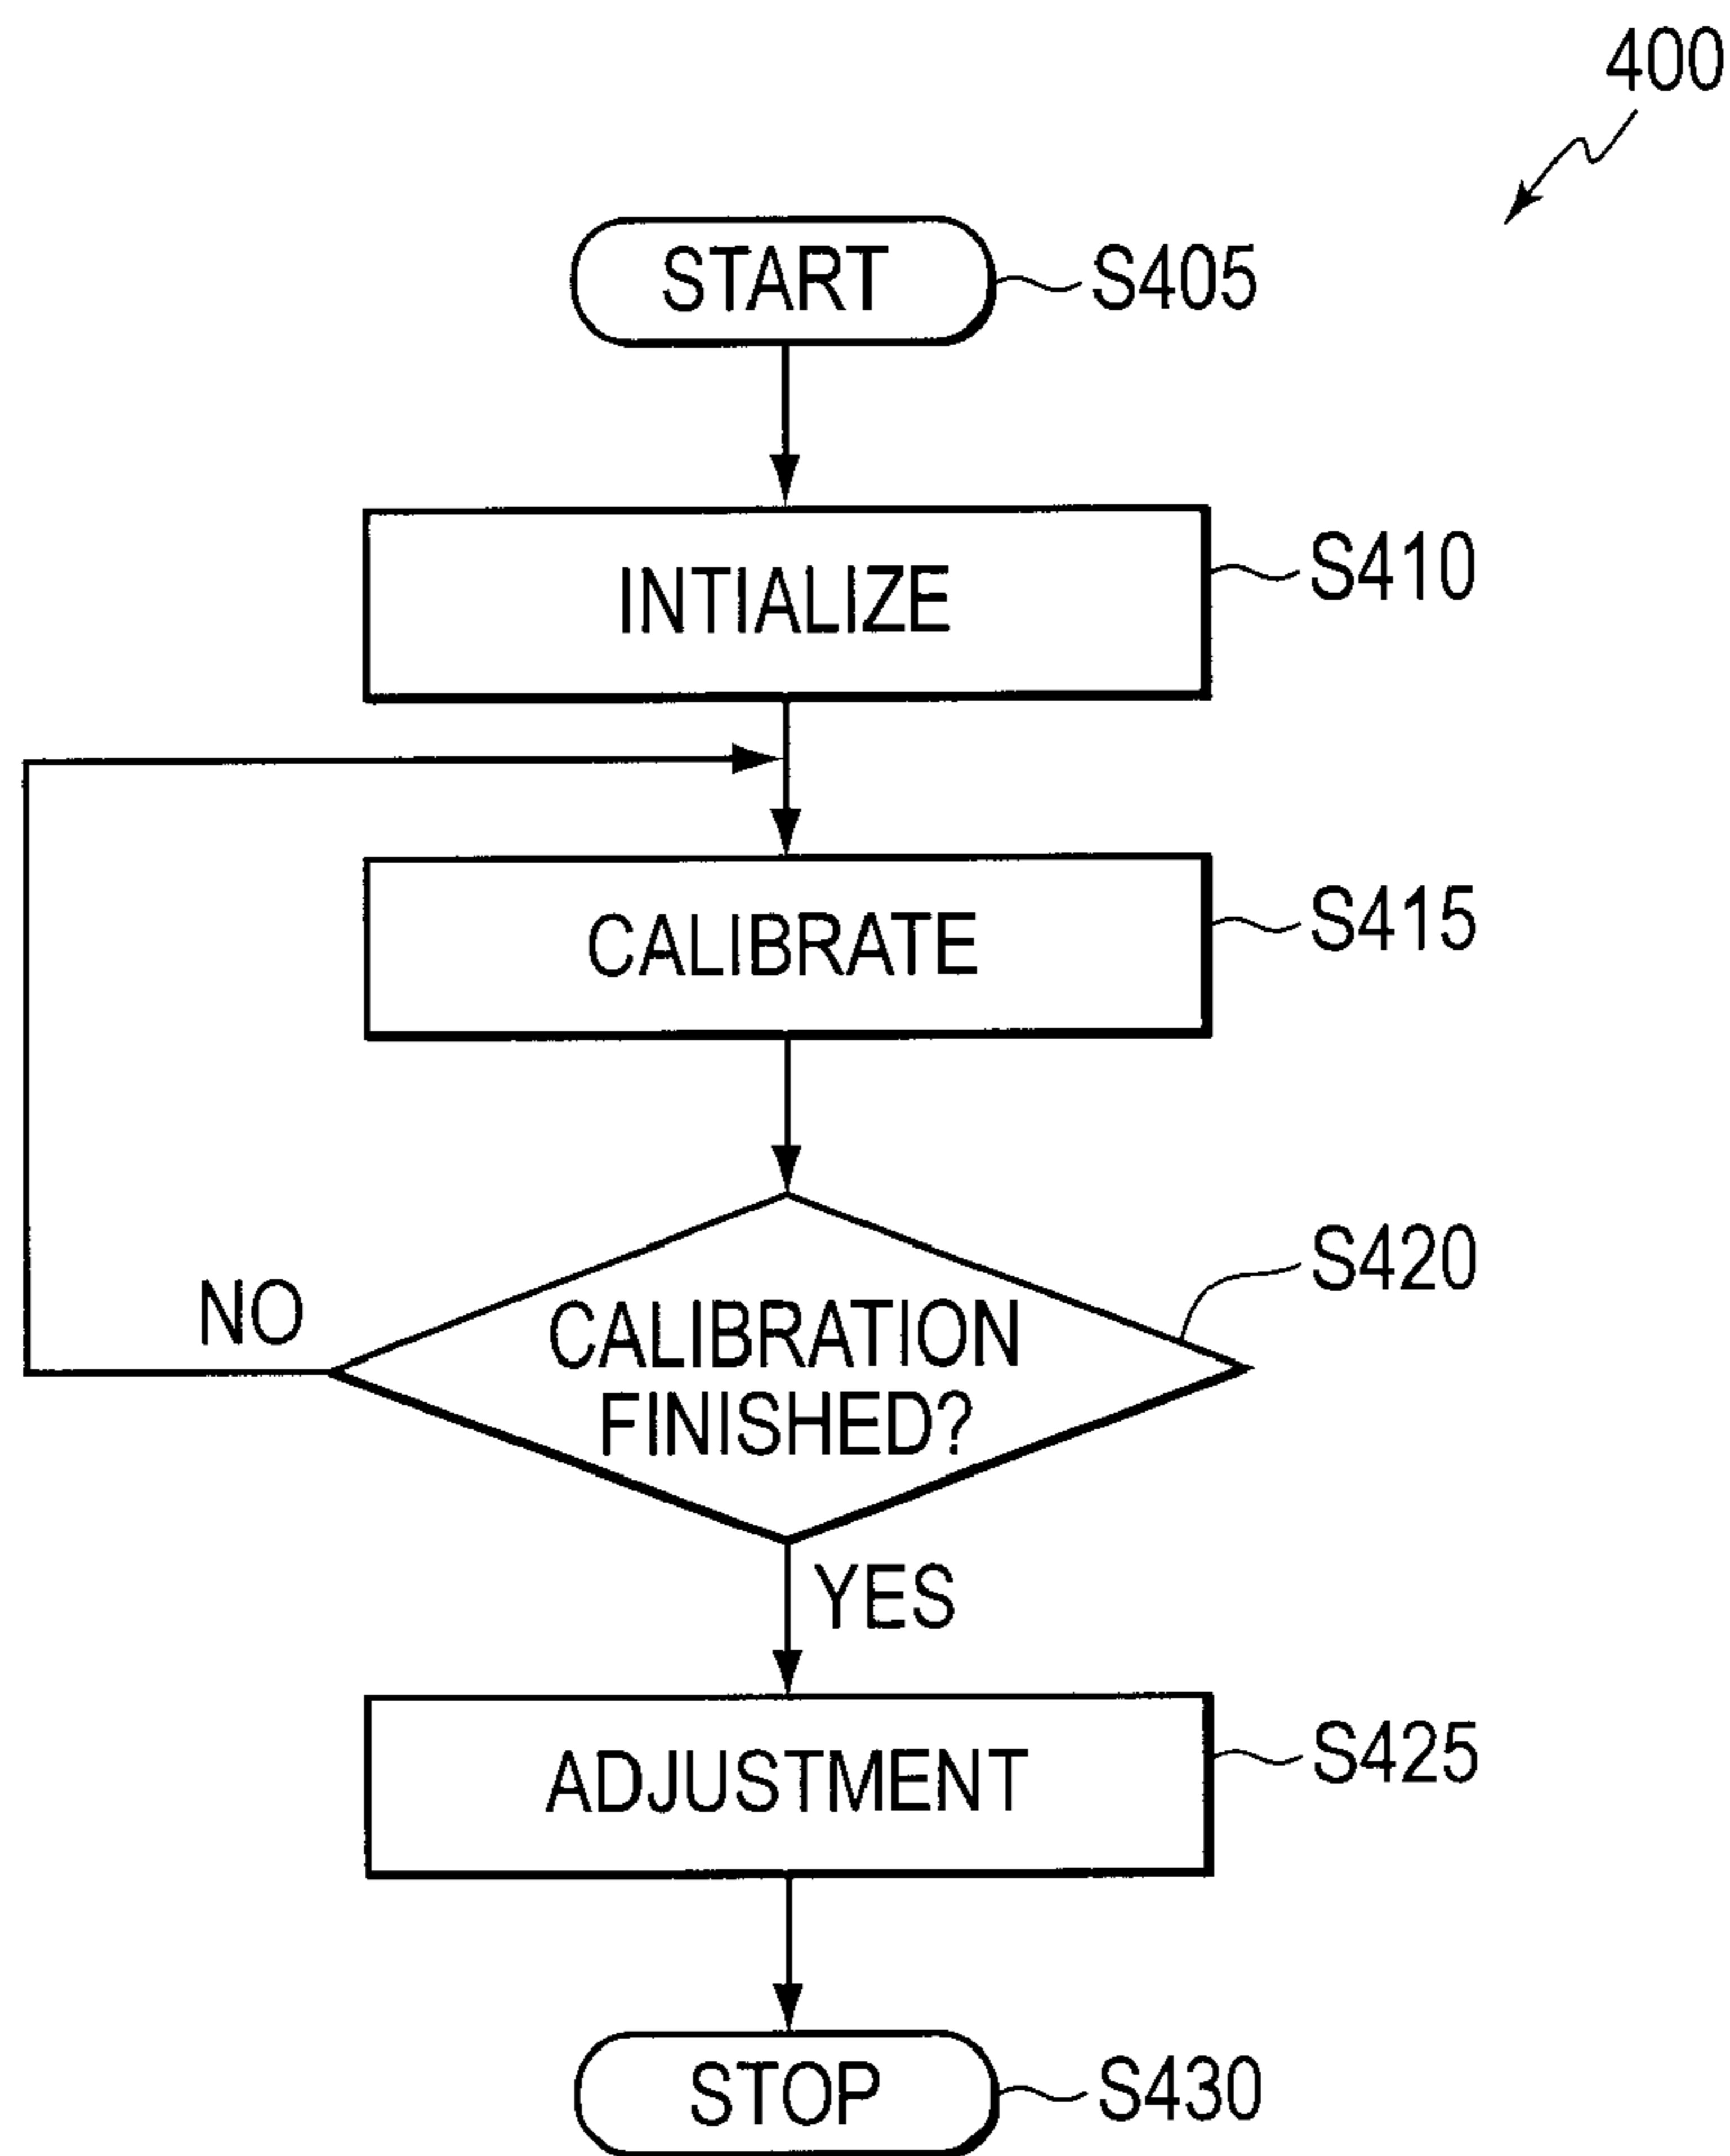 400
START
S405
INTIALIZE
S410
CALIBRATE
S415
S420
NO
CALIBRATION
FINISHED?
YES
ADJUSTMENT
S425
STOP
S430